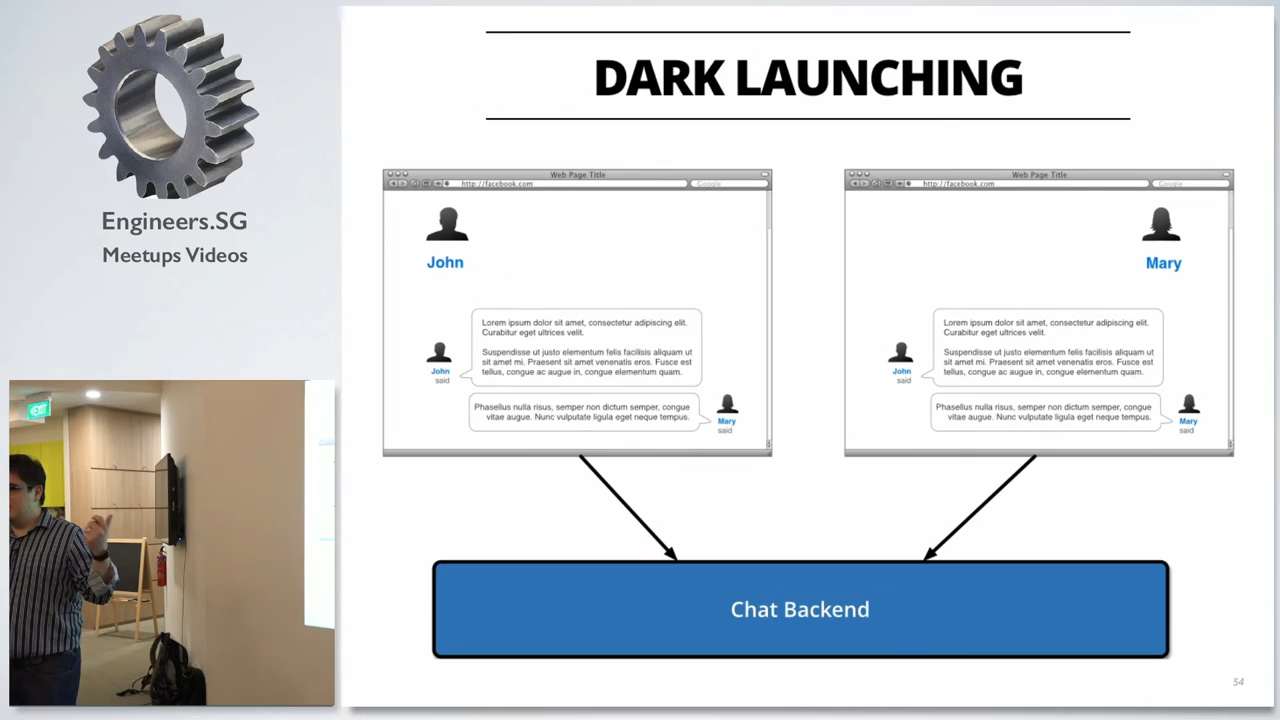 Engineers.SG
Meetups Videos
EXIT
DARK LAUNCHING
Web Page Title
http://facebook.com
Google
John
Lorem ipsum dolor sit amet, consectetur adipiscing elit.
Curabitur eget ultrices velit.
Suspendisse ut justo elementum felis facilisis aliquam ut
sit amet mi. Praesent sit amet venenatis eros. Fusce est
tellus, congue ac augue in, congue elementum quam.
John
said
Phasellus nulla risus, semper non dictum semper, congue
vitae augue. Nunc vulputate ligula eget neque tempus.
Mary
said
Web Page Title
http://facebook.com
Google
Mary
Lorem ipsum dolor sit amet, consectetur adipiscing elit.
Curabitur eget ultrices velit.
Suspendisse ut justo elementum felis facilisis aliquam ut
sit amet mi. Praesent sit amet venenatis eros. Fusce est
tellus, congue ac augue in, congue elementum quam.
John
said
Phasellus nulla risus, semper non dictum semper, congue
vitae augue. Nunc vulputate ligula eget neque tempus.
Mary
said
Chat Backend
54